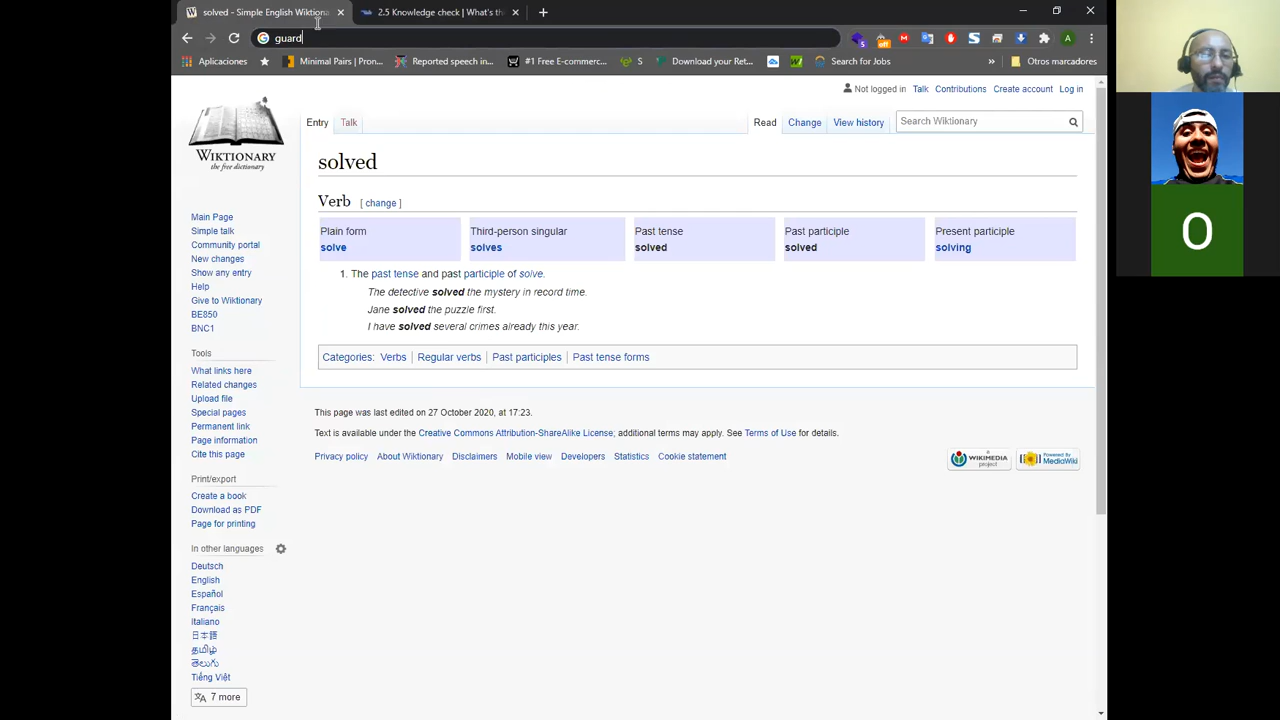 solved - Simple English Wiktiona
2.5 Knowledge check | What's th
guard
Aplicaciones
Minimal Pairs | Pron...
Reported speech in...
#1 Free E-commerc...
S
Download your Ret...
Search for Jobs
»
Otros marcadores
Not logged in Talk Contributions Create account Log in
Entry Talk
Read Change View history
Search Wiktionary
WIKTIONARY
the free dictionary
solved
Verb [ change ]
Plain form
solve
Third-person singular
solves
Past tense
solved
Past participle
solved
Present participle
solving
1. The past tense and past participle of solve.
The detective solved the mystery in record time.
Jane solved the puzzle first.
I have solved several crimes already this year.
Categories: Verbs | Regular verbs | Past participles | Past tense forms
This page was last edited on 27 October 2020, at 17:23.
Text is available under the Creative Commons Attribution-ShareAlike License; additional terms may apply. See Terms of Use for details.
Privacy policy About Wiktionary Disclaimers Mobile view Developers Statistics Cookie statement
WIKIMEDIA
project
Powered By
MediaWiki
Main Page
Simple talk
Community portal
New changes
Show any entry
Help
Give to Wiktionary
BE850
BNC1
Tools
What links here
Related changes
Upload file
Special pages
Permanent link
Page information
Cite this page
Print/export
Create a book
Download as PDF
Page for printing
In other languages
Deutsch
English
Español
Français
Italiano
日本語
தமிழ்
తెలుగు
Tiếng Việt
7 more
A
O